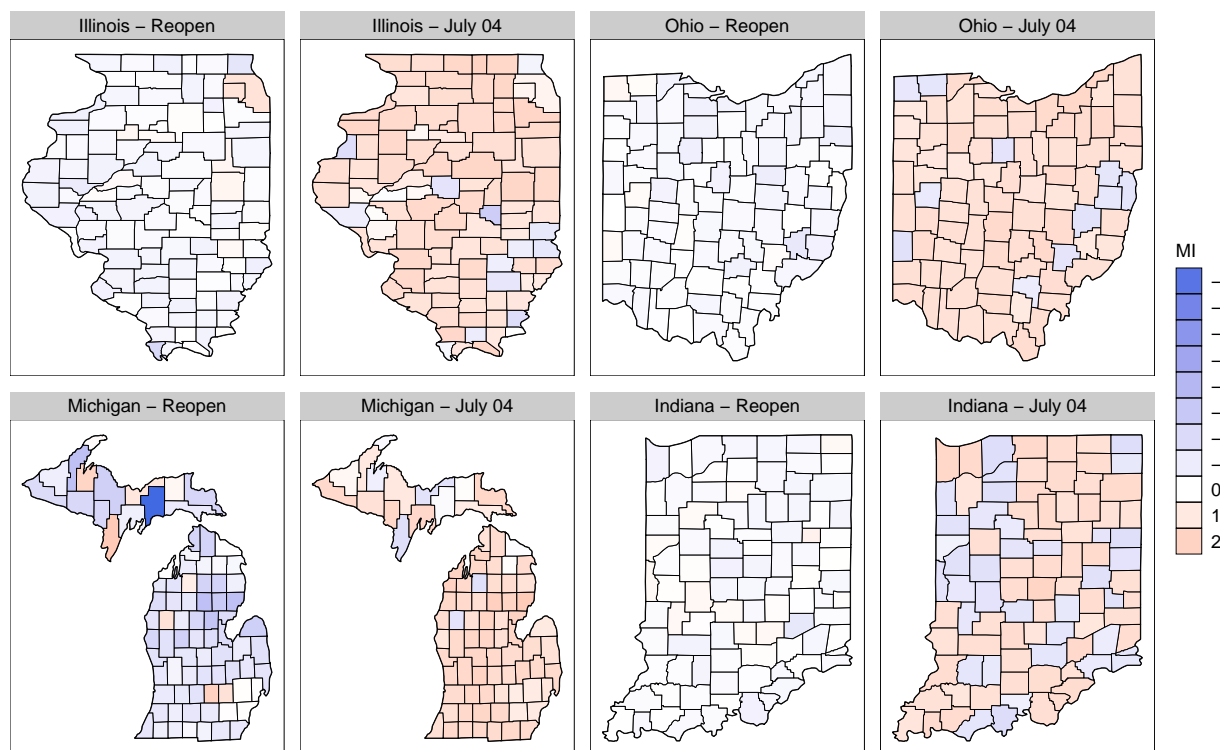 Illinois – Reopen
Illinois – July 04
Ohio – Reopen
Ohio – July 04
Michigan – Reopen
Michigan – July 04
Indiana – Reopen
Indiana – July 04
MI
–
–
–
–
–
–
–
–
0
1
2